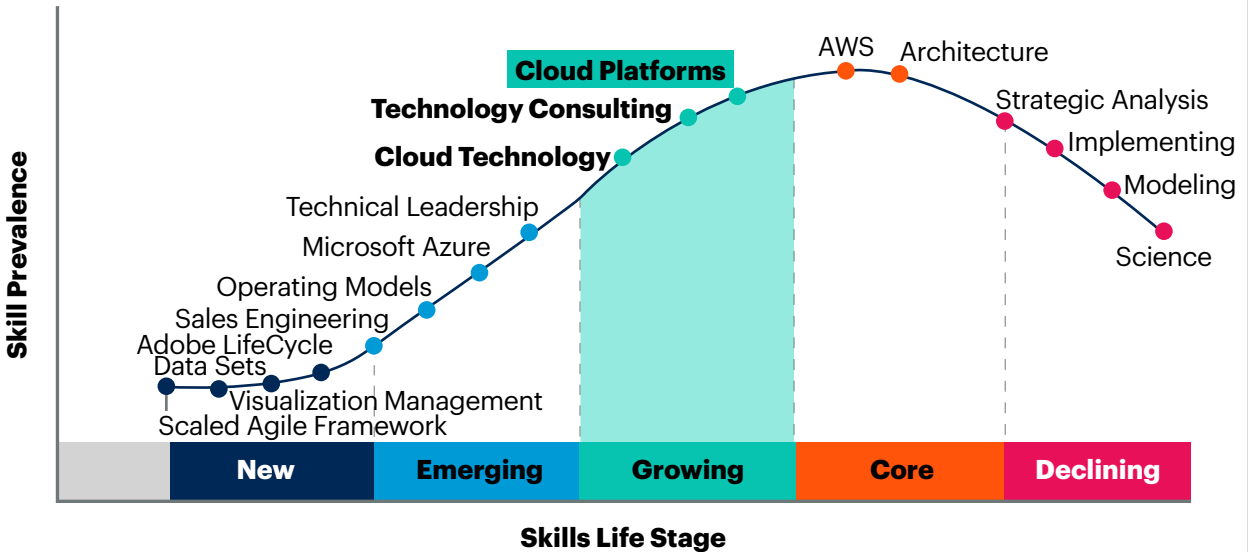 AWS
Architecture
Cloud Platforms
Strategic Analysis
Technology Consulting
Implementing
Cloud Technology
Modeling
Technical Leadership
Microsoft Azure
Science
Operating Models
Sales Engineering
Adobe LifeCycle
Data Sets
Visualization Management
Scaled Agile Framework
Skill Prevalence
New
Emerging
Growing
Core
Declining
Skills Life Stage